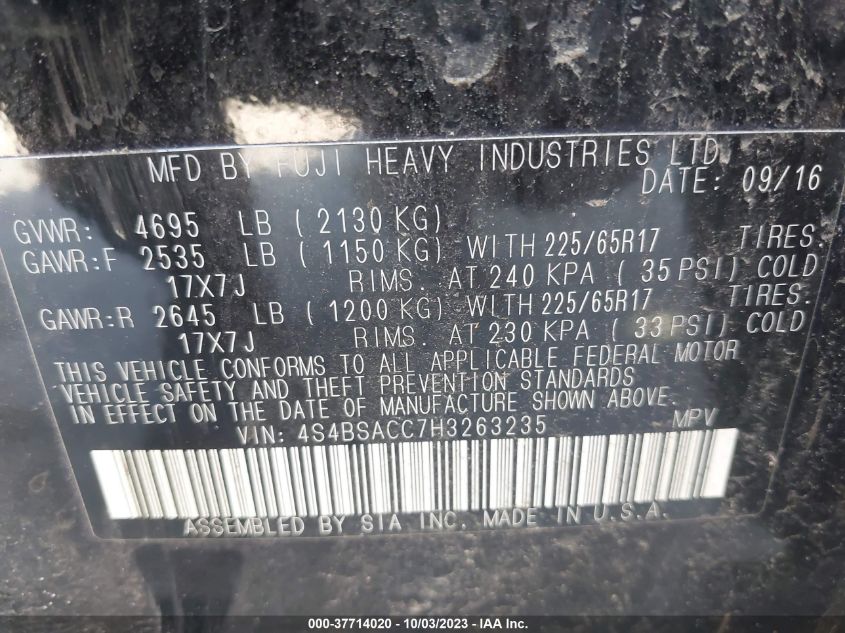 MFD BY FUJI HEAVY INDUSTRIES LTD.
DATE: 09/16
GVWR: 4695 LB ( 2130 KG)
GAWR:F 2535 LB ( 1150 KG) WITH 225/65R17 TIRES.
17X7J RIMS. AT 240 KPA ( 35 PSI) COLD
GAWR:R 2645 LB ( 1200 KG) WITH 225/65R17 TIRES.
17X7J RIMS. AT 230 KPA ( 33 PSI) COLD
THIS VEHICLE CONFORMS TO ALL APPLICABLE FEDERAL MOTOR
VEHICLE SAFETY AND THEFT PREVENTION STANDARDS
IN EFFECT ON THE DATE OF MANUFACTURE SHOWN ABOVE.
VIN: 4S4BSACC7H3263235 MPV
ASSEMBLED BY SIA INC. MADE IN U.S.A.
000-37714020 - 10/03/2023 - IAAI.com